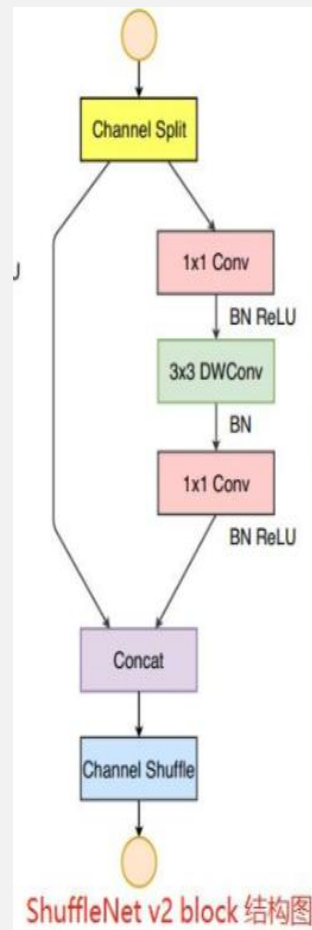 Channel Split
1x1 Conv
BN ReLU
3x3 DWConv
BN
1x1 Conv
BN ReLU
Concat
Channel Shuffle
ShuffleNet v2 block 结构图